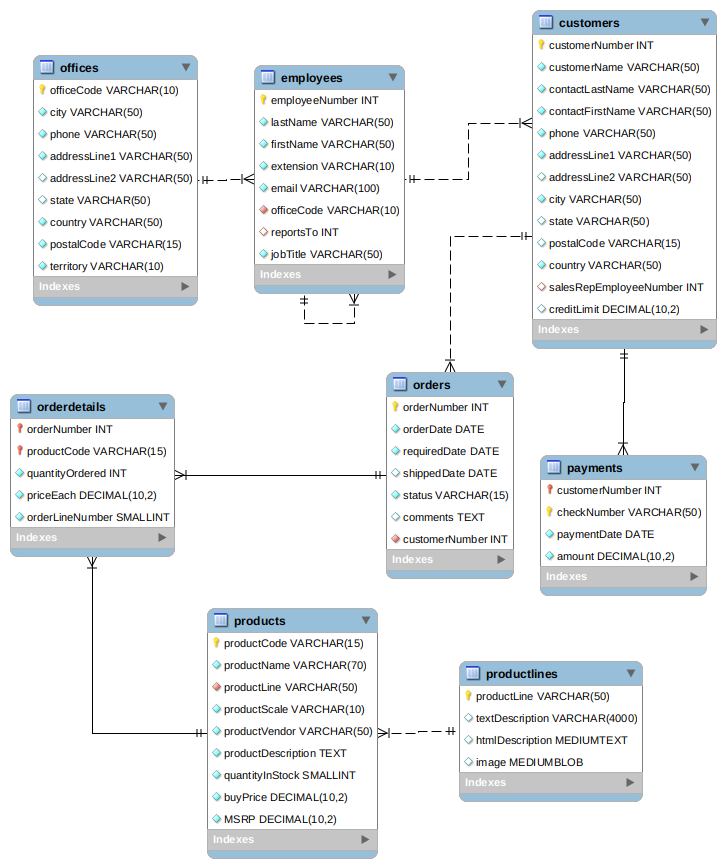 offices
officeCode VARCHAR(10)
city VARCHAR(50)
phone VARCHAR(50)
addressLine1 VARCHAR(50)
addressLine2 VARCHAR(50)
state VARCHAR(50)
country VARCHAR(50)
postalCode VARCHAR(15)
territory VARCHAR(10)
Indexes
employees
employeeNumber INT
lastName VARCHAR(50)
firstName VARCHAR(50)
extension VARCHAR(10)
email VARCHAR(100)
officeCode VARCHAR(10)
reportsTo INT
jobTitle VARCHAR(50)
Indexes
customers
customerNumber INT
customerName VARCHAR(50)
contactLastName VARCHAR(50)
contactFirstName VARCHAR(50)
phone VARCHAR(50)
addressLine1 VARCHAR(50)
addressLine2 VARCHAR(50)
city VARCHAR(50)
state VARCHAR(50)
postalCode VARCHAR(15)
country VARCHAR(50)
salesRepEmployeeNumber INT
creditLimit DECIMAL(10,2)
Indexes
orderdetails
orderNumber INT
productCode VARCHAR(15)
quantityOrdered INT
priceEach DECIMAL(10,2)
orderLineNumber SMALLINT
Indexes
orders
orderNumber INT
orderDate DATE
requiredDate DATE
shippedDate DATE
status VARCHAR(15)
comments TEXT
customerNumber INT
Indexes
payments
customerNumber INT
checkNumber VARCHAR(50)
paymentDate DATE
amount DECIMAL(10,2)
Indexes
products
productCode VARCHAR(15)
productName VARCHAR(70)
productLine VARCHAR(50)
productScale VARCHAR(10)
productVendor VARCHAR(50)
productDescription TEXT
quantityInStock SMALLINT
buyPrice DECIMAL(10,2)
MSRP DECIMAL(10,2)
Indexes
productlines
productLine VARCHAR(50)
textDescription VARCHAR(4000)
htmlDescription MEDIUMTEXT
image MEDIUMBLOB
Indexes